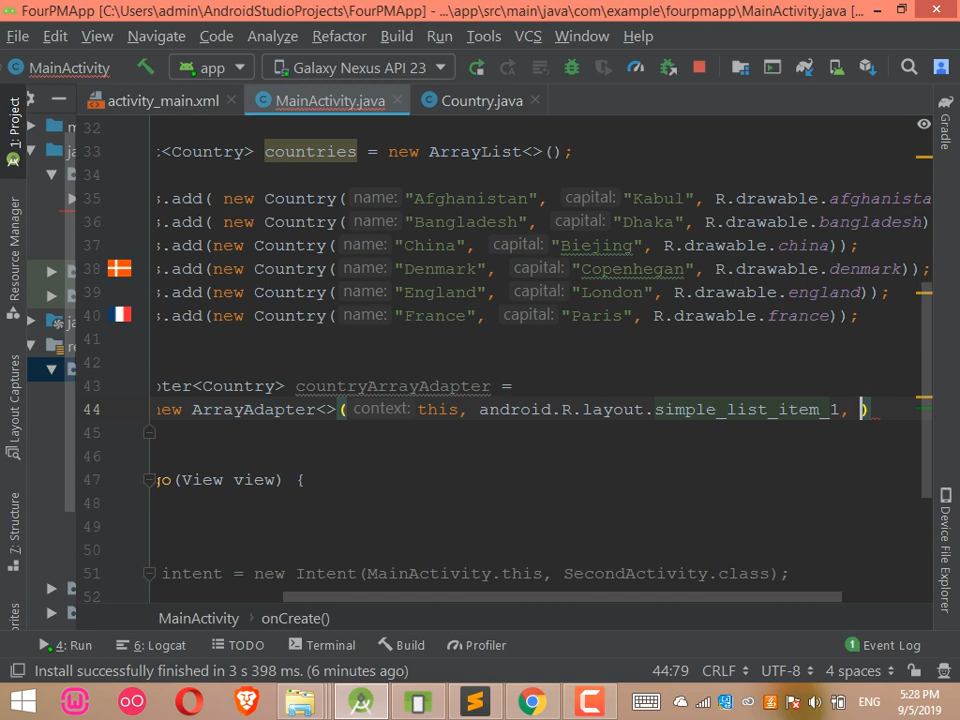 FourPMApp [C:\Users\admin\AndroidStudioProjects\FourPMApp] - ...\app\src\main\java\com\example\fourpmapp\MainActivity.java [...
File Edit View Navigate Code Analyze Refactor Build Run Tools VCS Window Help
MainActivity app Galaxy Nexus API 23
activity_main.xml MainActivity.java Country.java
1: Project
Resource Manager
Layout Captures
7: Structure
Gradle
Device File Explorer
32
33 <Country> countries = new ArrayList<>();
34
35 s.add( new Country( name: "Afghanistan", capital: "Kabul", R.drawable.afghanista
36 s.add( new Country( name: "Bangladesh", capital: "Dhaka", R.drawable.bangladesh)
37 s.add(new Country( name: "China", capital: "Biejing", R.drawable.china));
38 s.add(new Country( name: "Denmark", capital: "Copenhegan", R.drawable.denmark));
39 s.add(new Country( name: "England", capital: "London", R.drawable.england));
40 s.add(new Country( name: "France", capital: "Paris", R.drawable.france));
41
42
43 pter<Country> countryArrayAdapter =
44 new ArrayAdapter<>( context: this, android.R.layout.simple_list_item_1, )
45
46
47 go(View view) {
48
49
50
51 intent = new Intent(MainActivity.this, SecondActivity.class);
52
MainActivity onCreate()
4: Run 6: Logcat TODO Terminal Build Profiler 1 Event Log
Install successfully finished in 3 s 398 ms. (6 minutes ago) 44:79 CRLF UTF-8 4 spaces
ENG 5:28 PM
9/5/2019